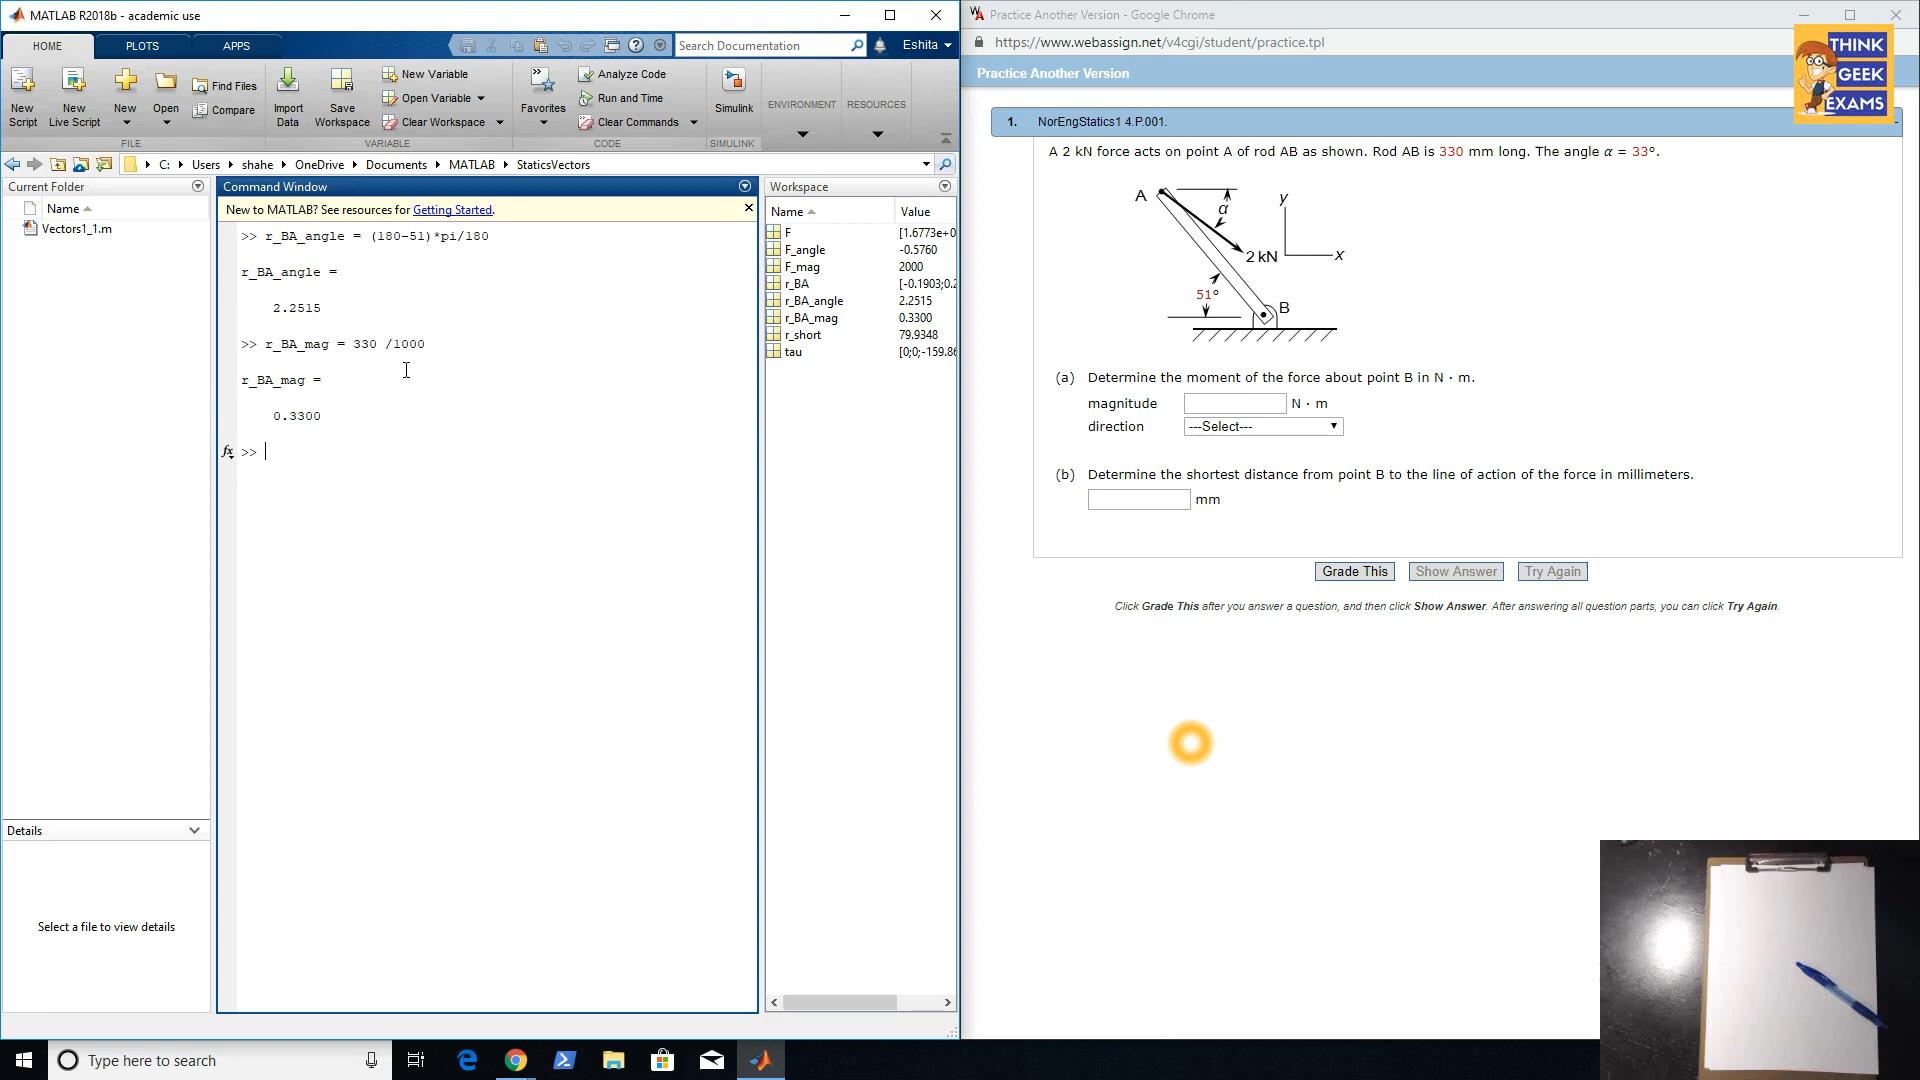 MATLAB R2018b - academic use
HOME PLOTS APPS
Search Documentation
Eshita
New Script
New Live Script
New
Open
Find Files
Compare
FILE
Import Data
Save Workspace
New Variable
Open Variable
Clear Workspace
VARIABLE
Favorites
Analyze Code
Run and Time
Clear Commands
CODE
Simulink
SIMULINK
ENVIRONMENT
RESOURCES
C: Users shahe OneDrive Documents MATLAB StaticsVectors
Current Folder
Name
Vectors1_1.m
Details
Select a file to view details
Command Window
New to MATLAB? See resources for Getting Started.
>> r_BA_angle = (180-51)*pi/180
r_BA_angle =
2.2515
>> r_BA_mag = 330 /1000
r_BA_mag =
0.3300
fx >>
Workspace
Name Value
F [1.6773e+0
F_angle -0.5760
F_mag 2000
r_BA [-0.1903;0.2
r_BA_angle 2.2515
r_BA_mag 0.3300
r_short 79.9348
tau [0;0;-159.86
Practice Another Version - Google Chrome
https://www.webassign.net/v4cgi/student/practice.tpl
Practice Another Version
THINK
GEEK
EXAMS
1. NorEngStatics1 4.P.001.
A 2 kN force acts on point A of rod AB as shown. Rod AB is 330 mm long. The angle α = 33°.
A
α
y
2 kN
x
51°
B
(a) Determine the moment of the force about point B in N · m.
magnitude N · m
direction ---Select---
(b) Determine the shortest distance from point B to the line of action of the force in millimeters.
mm
Grade This Show Answer Try Again
Click Grade This after you answer a question, and then click Show Answer. After answering all question parts, you can click Try Again.
Type here to search